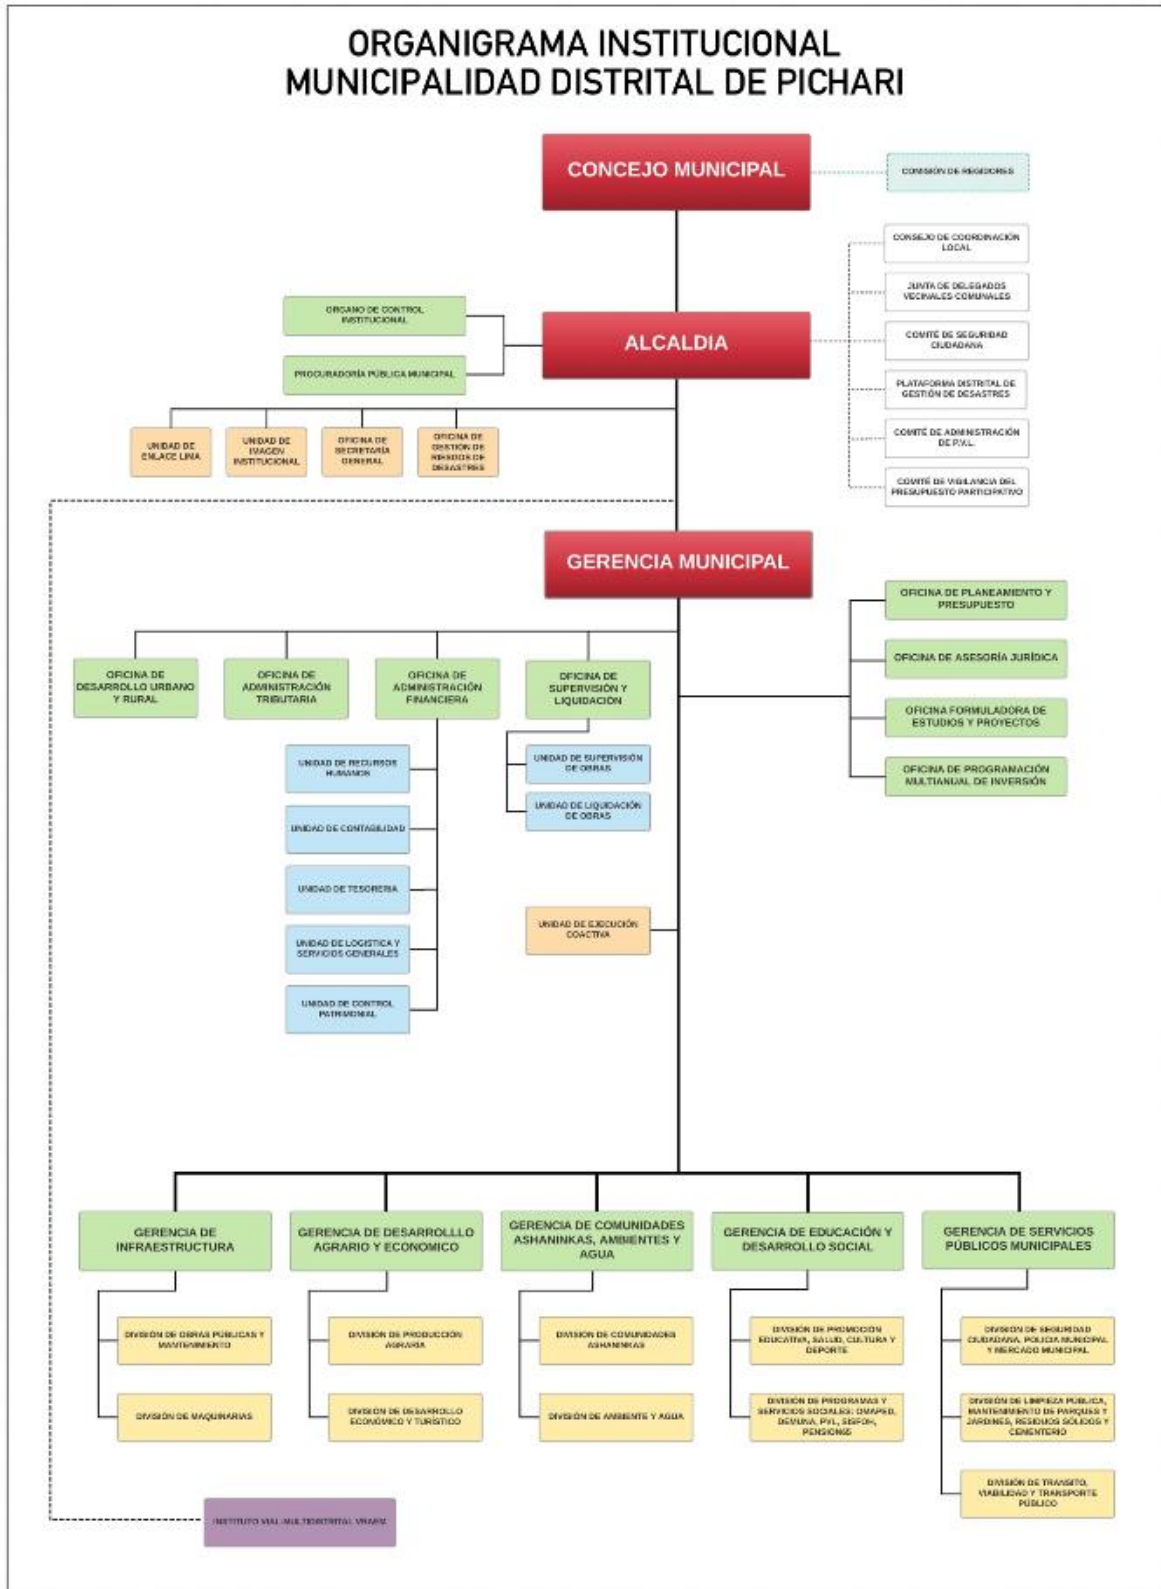 ORGANIGRAMA INSTITUCIONAL
MUNICIPALIDAD DISTRITAL DE PICHARI
CONCEJO MUNICIPAL
COMISIÓN DE REGIDORES
CONSEJO DE COORDINACIÓN
LOCAL
JUNTA DE DELEGADOS
VECINALES COMUNALES
ORGANO DE CONTROL
INSTITUCIONAL
ALCALDIA
COMITÉ DE SEGURIDAD
CIUDADANA
PROCURADORÍA PÚBLICA MUNICIPAL
PLATAFORMA DISTRITAL DE
GESTIÓN DE DESASTRES
UNIDAD DE
ENLACE LIMA
UNIDAD DE
IMAGEN
INSTITUCIONAL
OFICINA DE
SECRETARÍA
GENERAL
OFICINA DE
GESTIÓN DE
RIESGOS DE
DESASTRES
COMITÉ DE ADMINISTRACIÓN
DE P.V.L.
COMITÉ DE VIGILANCIA DEL
PRESUPUESTO PARTICIPATIVO
GERENCIA MUNICIPAL
OFICINA DE PLANEAMIENTO Y
PRESUPUESTO
OFICINA DE ASESORÍA JURÍDICA
OFICINA FORMULADORA DE
ESTUDIOS Y PROYECTOS
OFICINA DE PROGRAMACIÓN
MULTIANUAL DE INVERSIÓN
OFICINA DE
DESARROLLO URBANO
Y RURAL
OFICINA DE
ADMINISTRACIÓN
TRIBUTARIA
OFICINA DE
ADMINISTRACIÓN
FINANCIERA
OFICINA DE
SUPERVISIÓN Y
LIQUIDACIÓN
UNIDAD DE RECURSOS
HUMANOS
UNIDAD DE CONTABILIDAD
UNIDAD DE TESORERIA
UNIDAD DE LOGISTICA Y
SERVICIOS GENERALES
UNIDAD DE CONTROL
PATRIMONIAL
UNIDAD DE SUPERVISIÓN
DE OBRAS
UNIDAD DE LIQUIDACIÓN
DE OBRAS
UNIDAD DE EJECUCIÓN
COACTIVA
GERENCIA DE
INFRAESTRUCTURA
DIVISIÓN DE OBRAS PÚBLICAS Y
MANTENIMIENTO
DIVISIÓN DE MAQUINARIAS
GERENCIA DE DESARROLLLO
AGRARIO Y ECONOMICO
DIVISIÓN DE PRODUCCIÓN
AGRARIA
DIVISIÓN DE DESARROLLO
ECONÓMICO Y TURÍSTICO
GERENCIA DE COMUNIDADES
ASHANINKAS, AMBIENTES Y
AGUA
DIVISIÓN DE COMUNIDADES
ASHANINKAS
DIVISIÓN DE AMBIENTE Y AGUA
GERENCIA DE EDUCACIÓN Y
DESARROLLO SOCIAL
DIVISIÓN DE PROMOCIÓN
EDUCATIVA, SALUD, CULTURA Y
DEPORTE
DIVISIÓN DE PROGRAMAS Y
SERVICIOS SOCIALES: OMAPED,
DEMUNA, PVL, SISFOH,
PENSION65
GERENCIA DE SERVICIOS
PÚBLICOS MUNICIPALES
DIVISIÓN DE SEGURIDAD
CIUDADANA, POLICIA MUNICIPAL
Y MERCADO MUNICIPAL
DIVISIÓN DE LIMPIEZA PÚBLICA,
MANTENIMIENTO DE PARQUES Y
JARDINES, RESIDUOS SÓLIDOS Y
CEMENTERIO
DIVISIÓN DE TRANSITO,
VIABILIDAD Y TRANSPORTE
PÚBLICO
INSTITUTO VIAL-MULTIDISTRITAL VRAEM